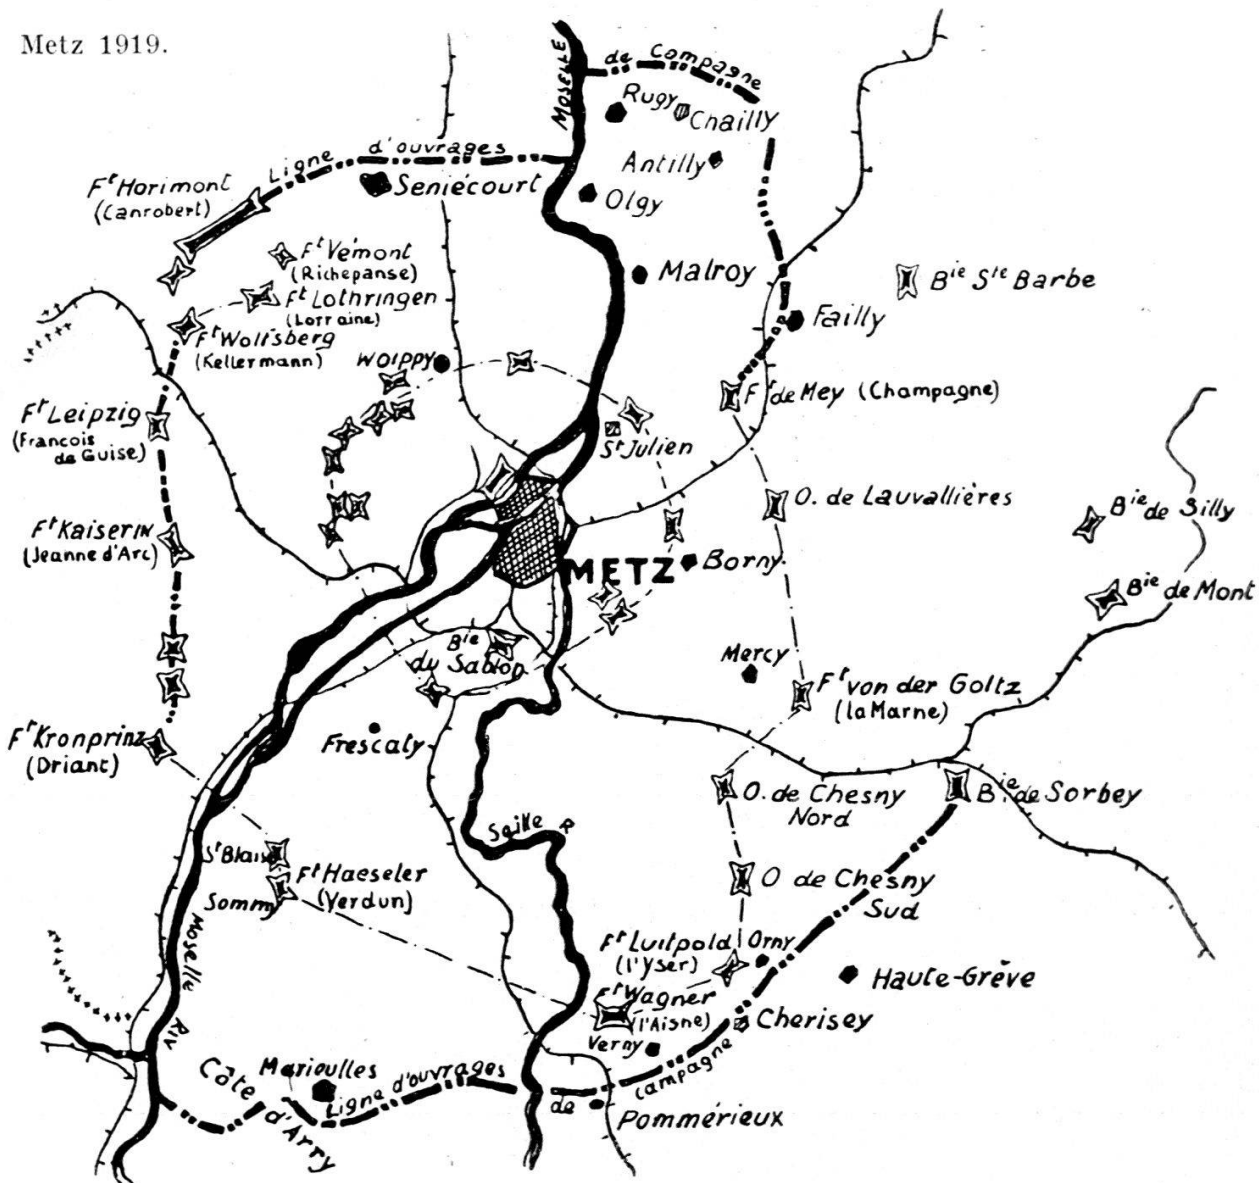 Metz 1919.
MOSELLE
de Campagne
Rugy
Chailly
Antilly
Ligne d'ouvrages
Ft Horimont
(Canrobert)
Seniécourt
Olgy
Ft Vémont
(Richepanse)
Malroy
Bie Ste Barbe
Ft Lothringen
(Lorraine)
Failly
Ft Wolfsberg
(Kellermann)
WOIPPY
Ft de Mey (Champagne)
Ft Leipzig
(Francois
de Guise)
St Julien
O. de Lauvallières
Bie de Silly
Ft Kaiserin
(Jeanne d'Arc)
METZ
Borny
Bie de Mont
Bie
du Sablon
Mercy
Ft von der Goltz
(la Marne)
Ft Kronprinz
(Driant)
Frescaty
O. de Chesny
Nord
Bie de Sorbey
Seille R
St Blaise
Ft Haeseler
(Verdun)
Sommy
O de Chesny
Sud
Moselle Riv
Ft Luitpold
(l'Yser)
Orny
Haute-Grève
Ft Wagner
(l'Aisne)
Cherisey
Verny
Côte d'Arry
Marieulles
Ligne d'ouvrages de campagne
Pommérieux